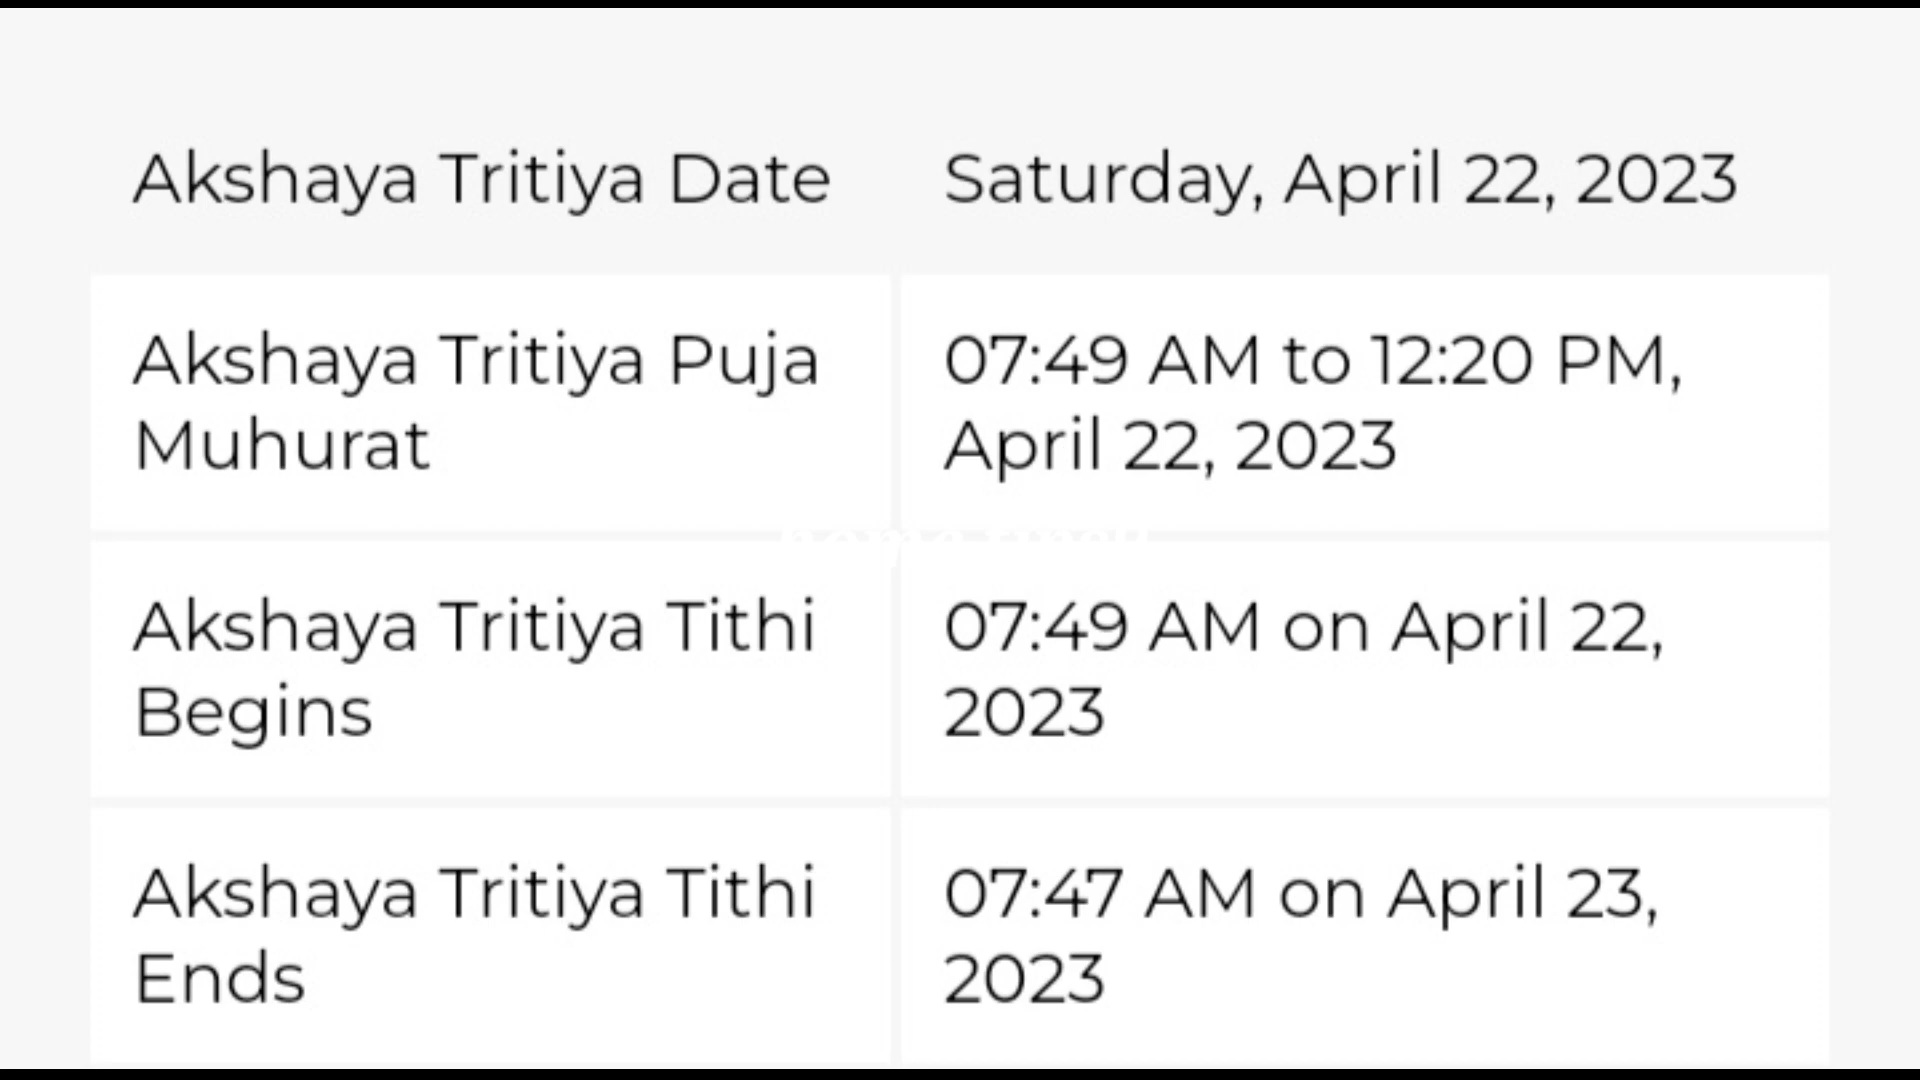 Akshaya Tritiya Date
Saturday, April 22, 2023
Akshaya Tritiya Puja
Muhurat
07:49 AM to 12:20 PM,
April 22, 2023
Akshaya Tritiya Tithi
Begins
07:49 AM on April 22,
2023
Akshaya Tritiya Tithi
Ends
07:47 AM on April 23,
2023